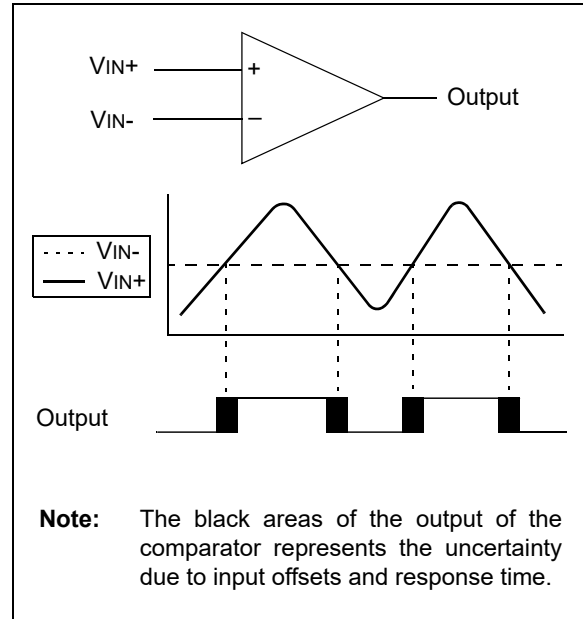 VIN+
+
Output
VIN-
–
VIN-
VIN+
Output
Note: The black areas of the output of the
comparator represents the uncertainty
due to input offsets and response time.